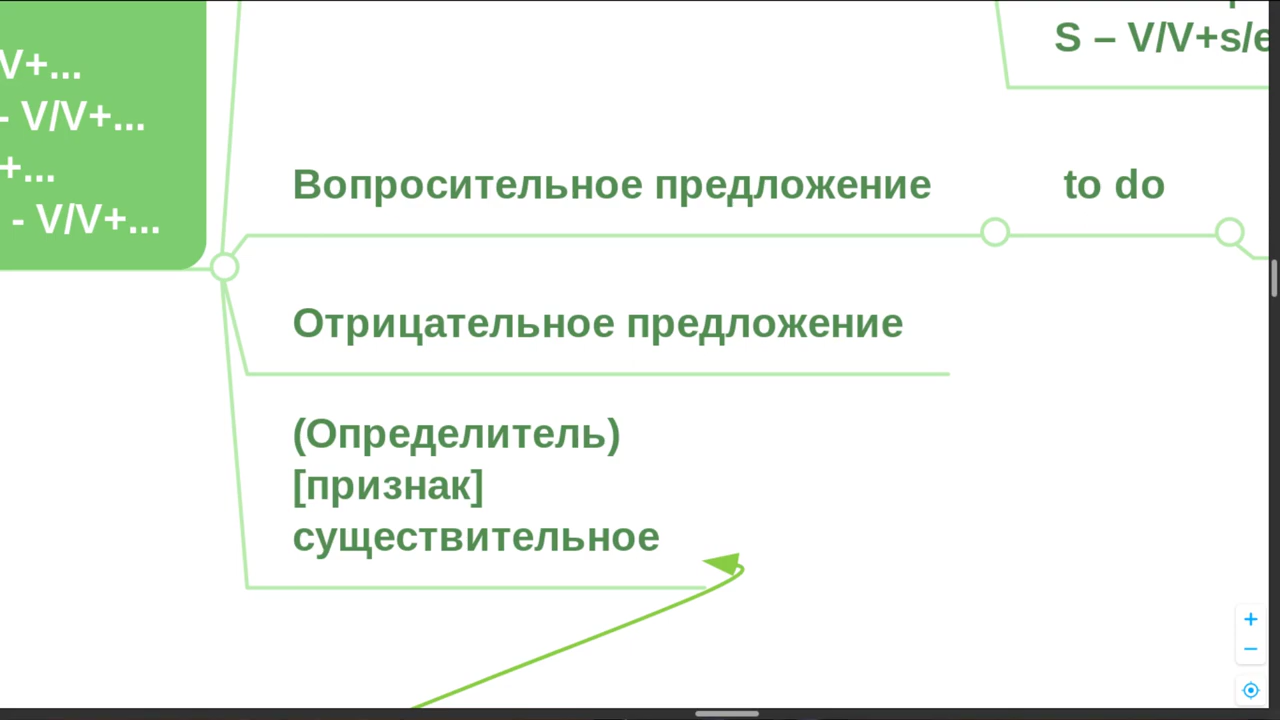 V+...
- V/V+...
+...
- V/V+...
S – V/V+s/e
Вопросительное предложение
to do
Отрицательное предложение
(Определитель)
[признак]
существительное